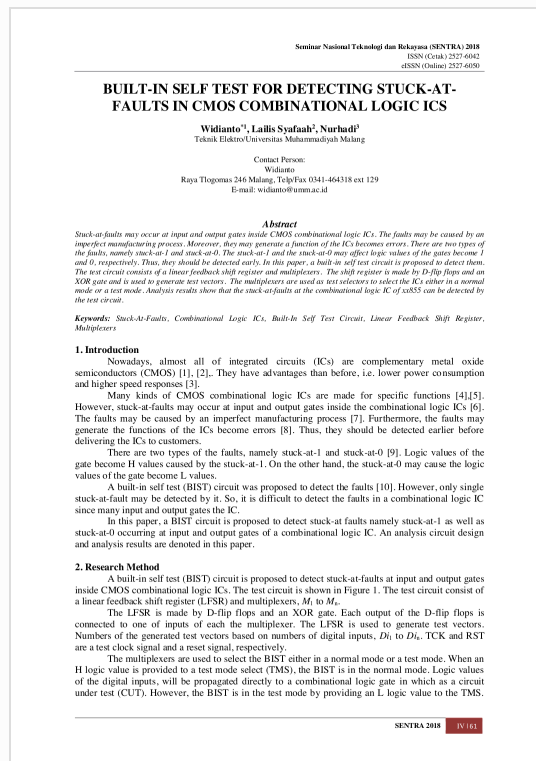 Seminar Nasional Teknologi dan Rekayasa (SENTRA) 2018
ISSN (Cetak) 2527-6042
eISSN (Online) 2527-6050
BUILT-IN SELF TEST FOR DETECTING STUCK-AT-
FAULTS IN CMOS COMBINATIONAL LOGIC ICS
Widianto*1, Lailis Syafaah2, Nurhadi3
Teknik Elektro/Universitas Muhammadiyah Malang
Contact Person:
Widianto
Raya Tlogomas 246 Malang, Telp/Fax 0341-464318 ext 129
E-mail: widianto@umm.ac.id
Abstract
Stuck-at-faults may occur at input and output gates inside CMOS combinational logic ICs. The faults may be caused by an
imperfect manufacturing process. Moreover, they may generate a function of the ICs becomes errors. There are two types of
the faults, namely stuck-at-1 and stuck-at-0. The stuck-at-1 and the stuck-at-0 may affect logic values of the gates become 1
and 0, respectively. Thus, they should be detected early. In this paper, a built-in self test circuit is proposed to detect them.
The test circuit consists of a linear feedback shift register and multiplexers. The shift register is made by D-flip flops and an
XOR gate and is used to generate test vectors. The multiplexers are used as test selectors to select the ICs either in a normal
mode or a test mode. Analysis results show that the stuck-at-faults at the combinational logic IC of sx855 can be detected by
the test circuit.
Keywords: Stuck-At-Faults, Combinational Logic ICs, Built-In Self Test Circuit, Linear Feedback Shift Register,
Multiplexers
1. Introduction
Nowadays, almost all of integrated circuits (ICs) are complementary metal oxide
semiconductors (CMOS) [1], [2],. They have advantages than before, i.e. lower power consumption
and higher speed responses [3].
Many kinds of CMOS combinational logic ICs are made for specific functions [4],[5].
However, stuck-at-faults may occur at input and output gates inside the combinational logic ICs [6].
The faults may be caused by an imperfect manufacturing process [7]. Furthermore, the faults may
generate the functions of the ICs become errors [8]. Thus, they should be detected earlier before
delivering the ICs to customers.
There are two types of the faults, namely stuck-at-1 and stuck-at-0 [9]. Logic values of the
gate become H values caused by the stuck-at-1. On the other hand, the stuck-at-0 may cause the logic
values of the gate become L values.
A built-in self test (BIST) circuit was proposed to detect the faults [10]. However, only single
stuck-at-fault may be detected by it. So, it is difficult to detect the faults in a combinational logic IC
since many input and output gates the IC.
In this paper, a BIST circuit is proposed to detect stuck-at faults namely stuck-at-1 as well as
stuck-at-0 occurring at input and output gates of a combinational logic IC. An analysis circuit design
and analysis results are denoted in this paper.
2. Research Method
A built-in self test (BIST) circuit is proposed to detect stuck-at-faults at input and output gates
inside CMOS combinational logic ICs. The test circuit is shown in Figure 1. The test circuit consist of
a linear feedback shift register (LFSR) and multiplexers, M1 to Mn.
The LFSR is made by D-flip flops and an XOR gate. Each output of the D-flip flops is
connected to one of inputs of each the multiplexer. The LFSR is used to generate test vectors.
Numbers of the generated test vectors based on numbers of digital inputs, Di1 to Din. TCK and RST
are a test clock signal and a reset signal, respectively.
The multiplexers are used to select the BIST either in a normal mode or a test mode. When an
H logic value is provided to a test mode select (TMS), the BIST is in the normal mode. Logic values
of the digital inputs, will be propagated directly to a combinational logic gate in which as a circuit
under test (CUT). However, the BIST is in the test mode by providing an L logic value to the TMS.
SENTRA 2018 IV | 61